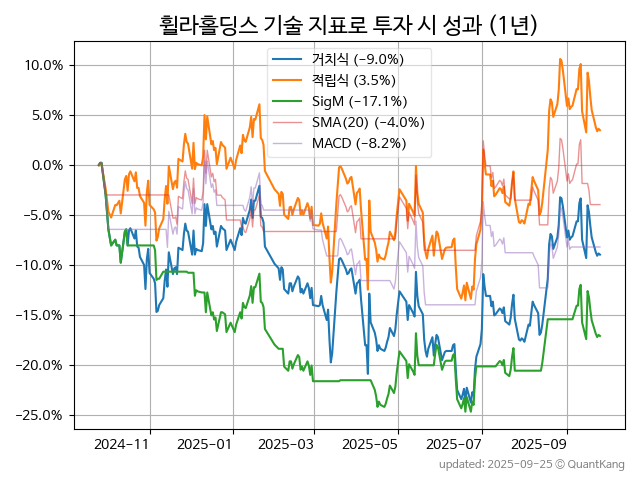 휠라홀딩스 기술 지표로 투자 시 성과 (1년)
거치식 (−9.0%)
적립식 (3.5%)
SigM (−17.1%)
SMA(20) (−4.0%)
MACD (−8.2%)
10.0%
5.0%
0.0%
−5.0%
−10.0%
−15.0%
−20.0%
−25.0%
2024−11 2025−01 2025−03 2025−05 2025−07 2025−09
updated: 2025−09−25 © QuantKang